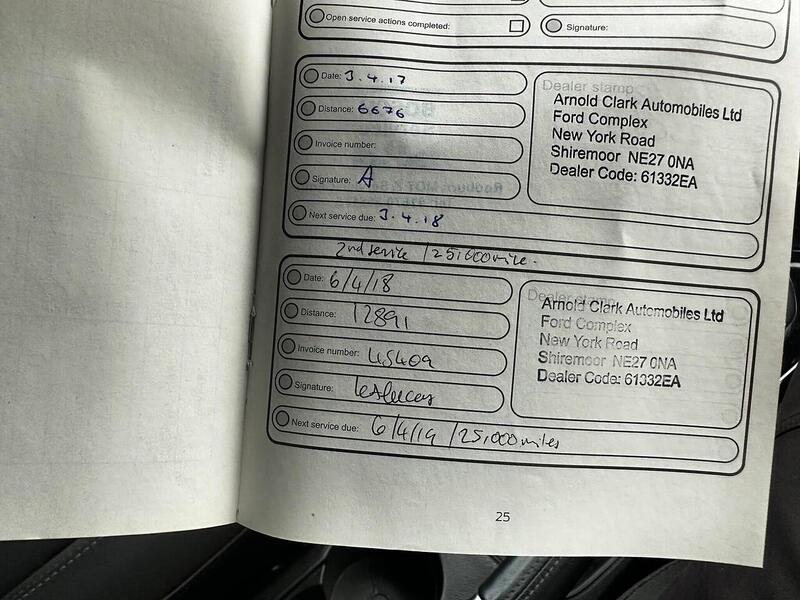 Open service actions completed:
Signature:
Date: 3.4.17
Distance: 6676
Invoice number:
Signature: A
Next service due: 3.4.18
Dealer stamp
Arnold Clark Automobiles Ltd
Ford Complex
New York Road
Shiremoor NE27 0NA
Dealer Code: 61332EA
2nd service /25,000 mile.
Date: 6/4/18
Distance: 12891
Invoice number: 45409
Signature:
Next service due: 6/4/19 /25,000 miles
Dealer stamp
Arnold Clark Automobiles Ltd
Ford Complex
New York Road
Shiremoor NE27 0NA
Dealer Code: 61332EA
25